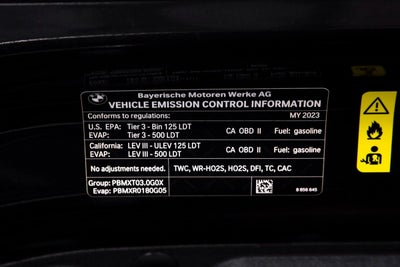 Bayerische Motoren Werke AG
VEHICLE EMISSION CONTROL INFORMATION
Conforms to regulations: MY 2023
U.S. EPA: Tier 3 - Bin 125 LDT CA OBD II Fuel: gasoline
EVAP: Tier 3 - 500 LDT
California: LEV III - ULEV 125 LDT CA OBD II Fuel: gasoline
EVAP: LEV III - 500 LDT
No adjustments needed. TWC, WR-HO2S, HO2S, DFI, TC, CAC
Group: PBMXT03.0G0X
Evap: PBMXR0180G05